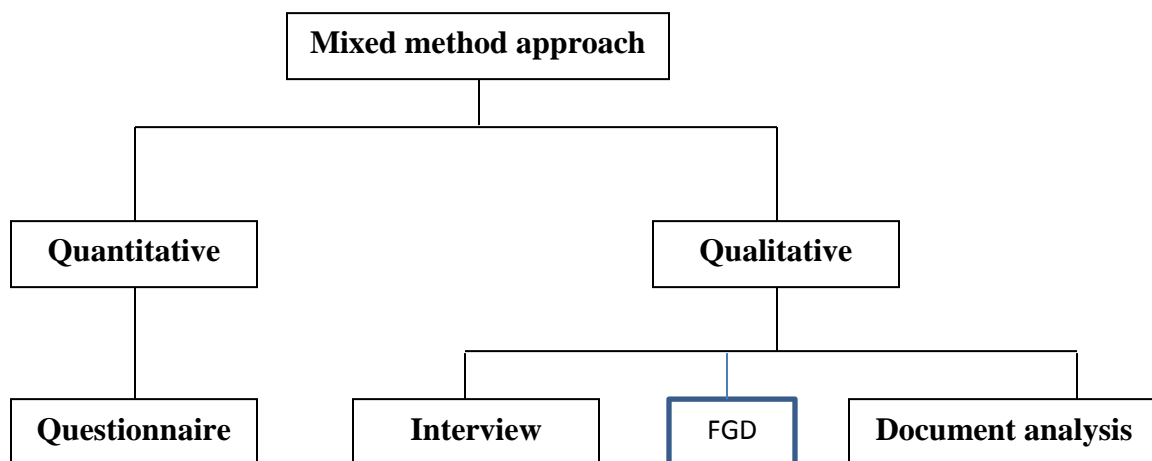 Mixed method approach
Quantitative
Qualitative
Questionnaire
Interview
FGD
Document analysis